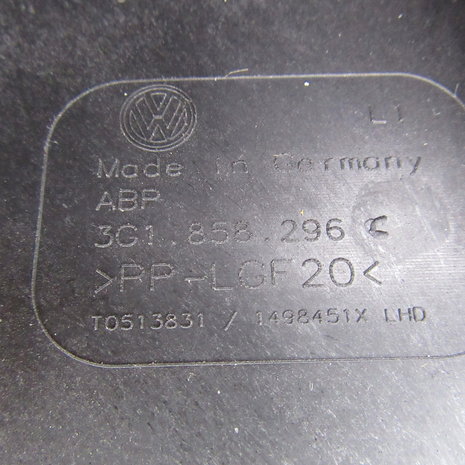 L1
Made in Germany
ABP
3G1.858.296 C
>PP-LGF20<
T0513831 / 1498451X LHD